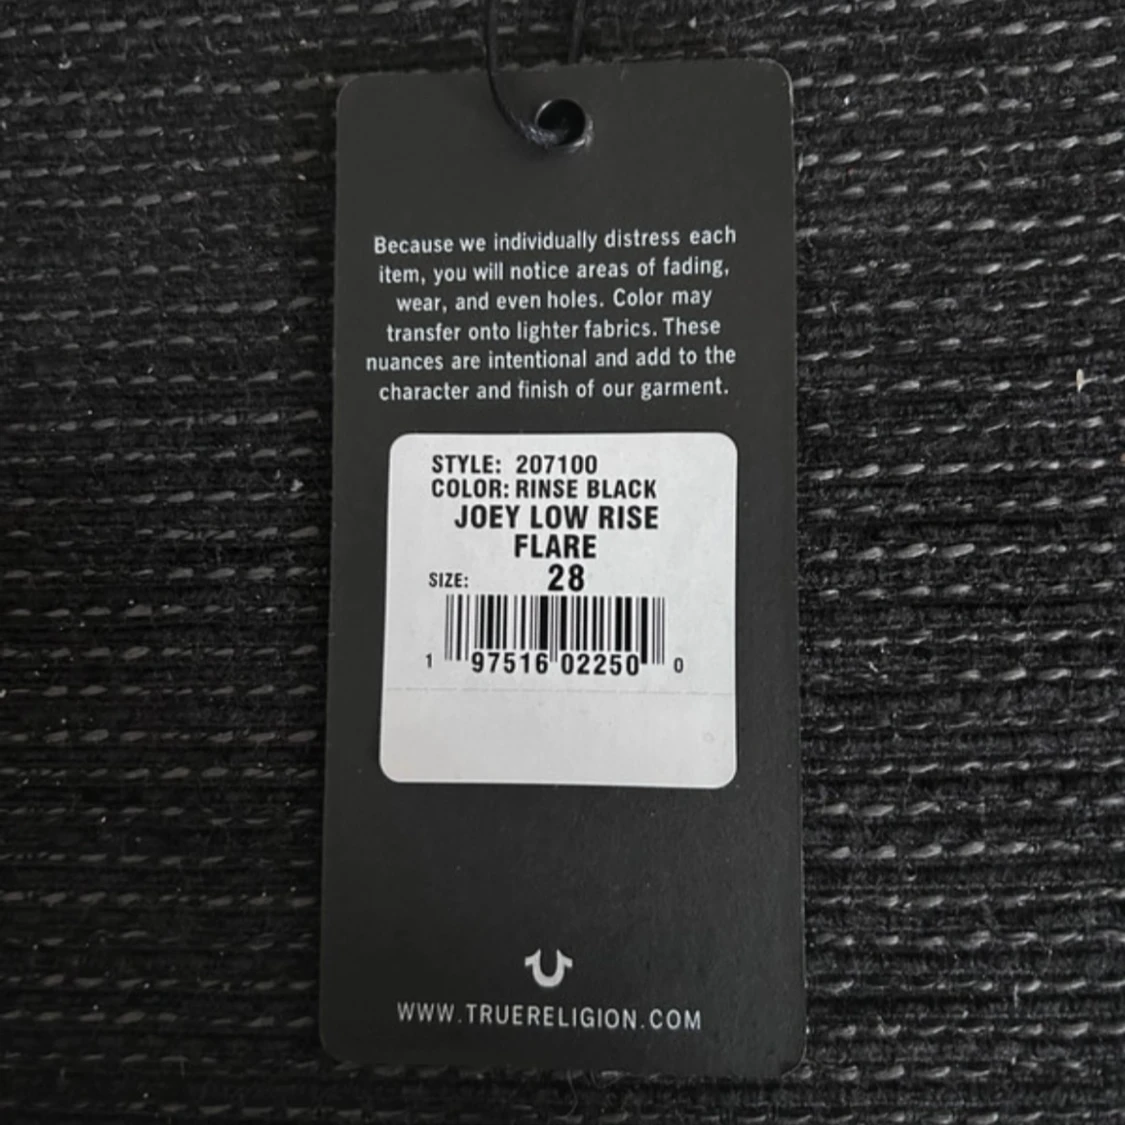 Because we individually distress each
item, you will notice areas of fading,
wear, and even holes. Color may
transfer onto lighter fabrics. These
nuances are intentional and add to the
character and finish of our garment.
STYLE: 207100
COLOR: RINSE BLACK
JOEY LOW RISE
FLARE
SIZE: 28
1 97516 02250 0
WWW.TRUERELIGION.COM